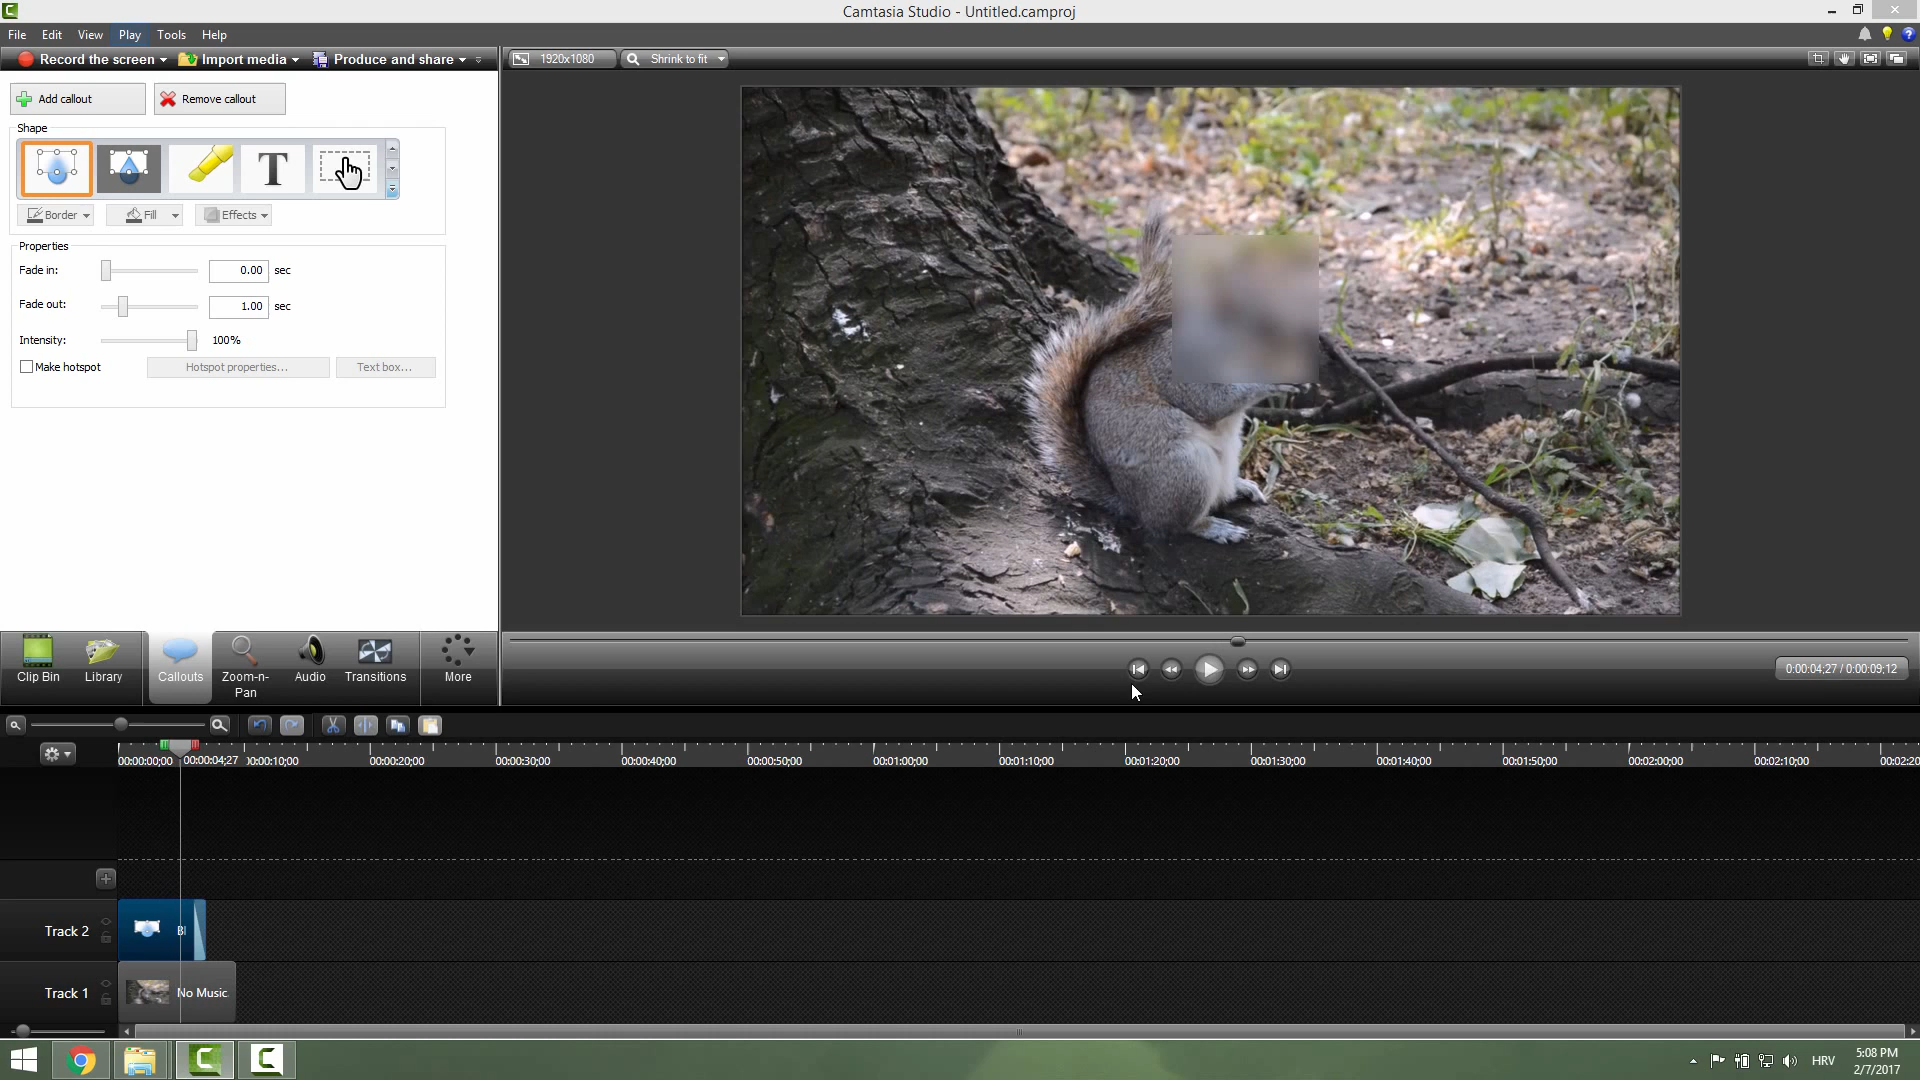 Camtasia Studio - Untitled.camproj
File Edit View Play Tools Help
Record the screen Import media Produce and share 1920x1080 Shrink to fit
Add callout Remove callout
Shape
T
Border Fill Effects
Properties
Fade in: 0.00 sec
Fade out: 1.00 sec
Intensity: 100%
Make hotspot Hotspot properties... Text box...
Clip Bin Library Callouts Zoom-n-Pan Audio Transitions More
0:00:04;27 / 0:00:09;12
00:00:00;00 00:00:04;27 00:00:20;00 00:00:30;00 00:00:40;00 00:00:50;00 00:01:00;00 00:01:10;00 00:01:20;00 00:01:30;00 00:01:40;00 00:01:50;00 00:02:00;00 00:02:10;00 00:02:20
Track 2 Bl
Track 1 No Music
HRV 5:08 PM
2/7/2017